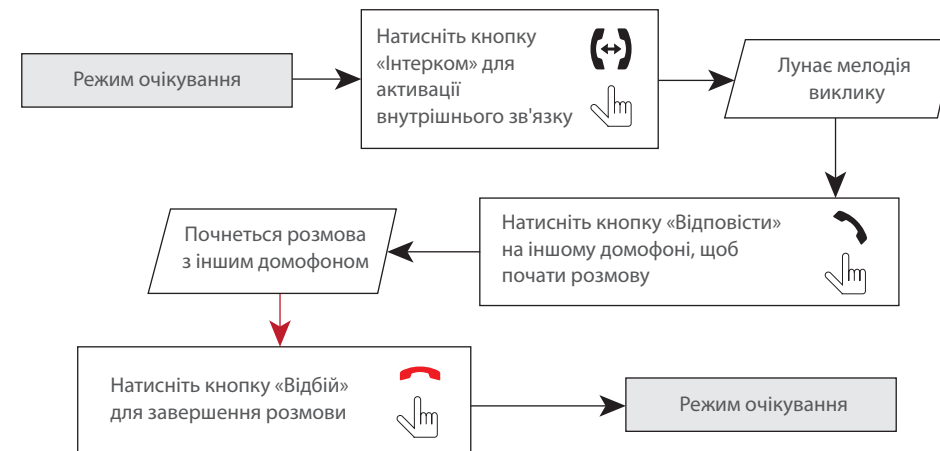 Режим очікування
Натисніть кнопку
«Інтерком» для
активації
внутрішнього зв'язку
Лунає мелодія
виклику
Натисніть кнопку «Відповісти»
на іншому домофоні, щоб
почати розмову
Почнеться розмова
з іншим домофоном
Натисніть кнопку «Відбій»
для завершення розмови
Режим очікування